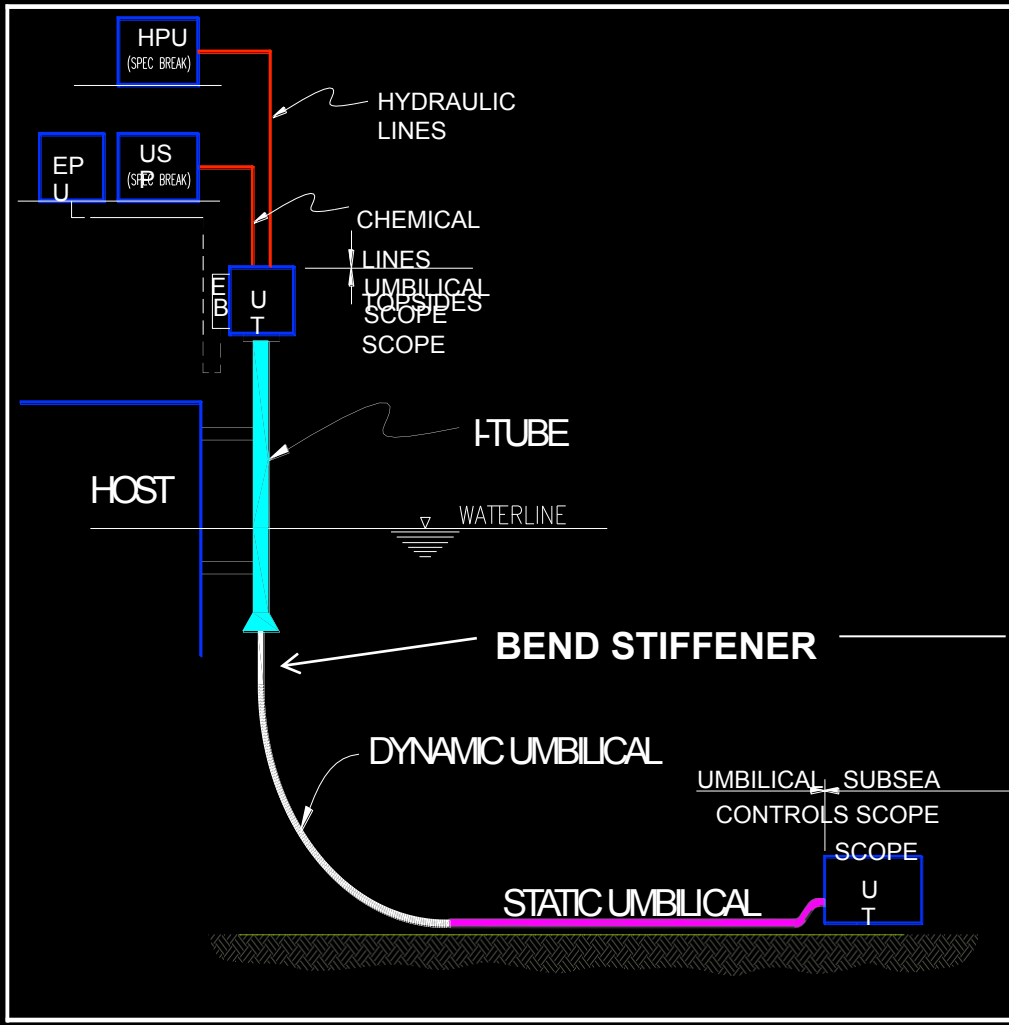 HPU
(SPEC BREAK)
HYDRAULIC
LINES
EP
U
US
P
(SPEC BREAK)
CHEMICAL
LINES
UMBILICAL
TOPSIDES
SCOPE
SCOPE
E
B
U
T
I-TUBE
HOST
WATERLINE
BEND STIFFENER
DYNAMIC UMBILICAL
UMBILICAL SUBSEA
CONTROLS SCOPE
SCOPE
STATIC UMBILICAL
U
T